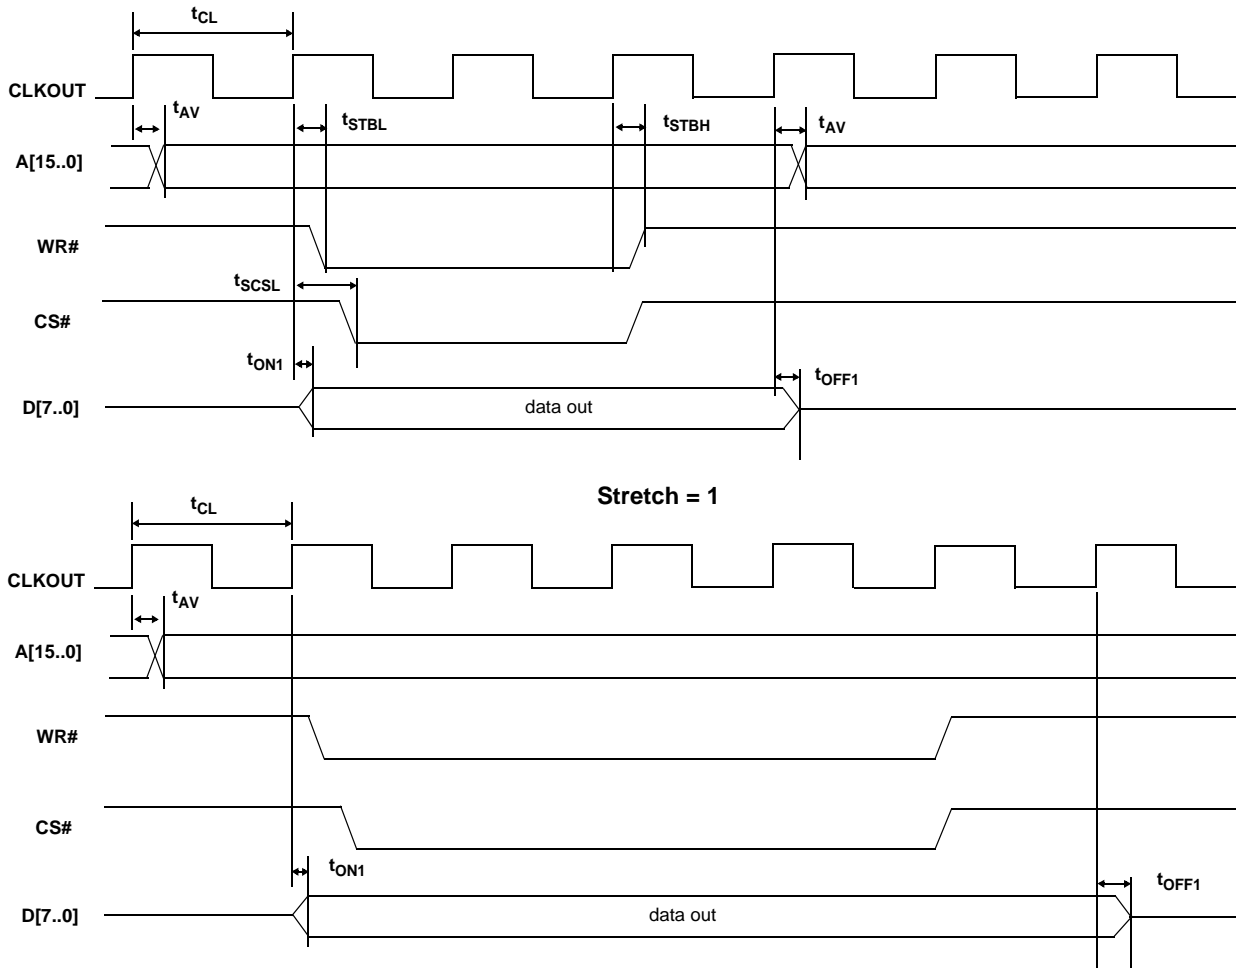 tCL
CLKOUT
tAV
tSTBL
tSTBH
tAV
A[15..0]
WR#
tSCSL
CS#
tON1
tOFF1
D[7..0]
data out
Stretch = 1
tCL
CLKOUT
tAV
A[15..0]
WR#
CS#
tON1
tOFF1
D[7..0]
data out